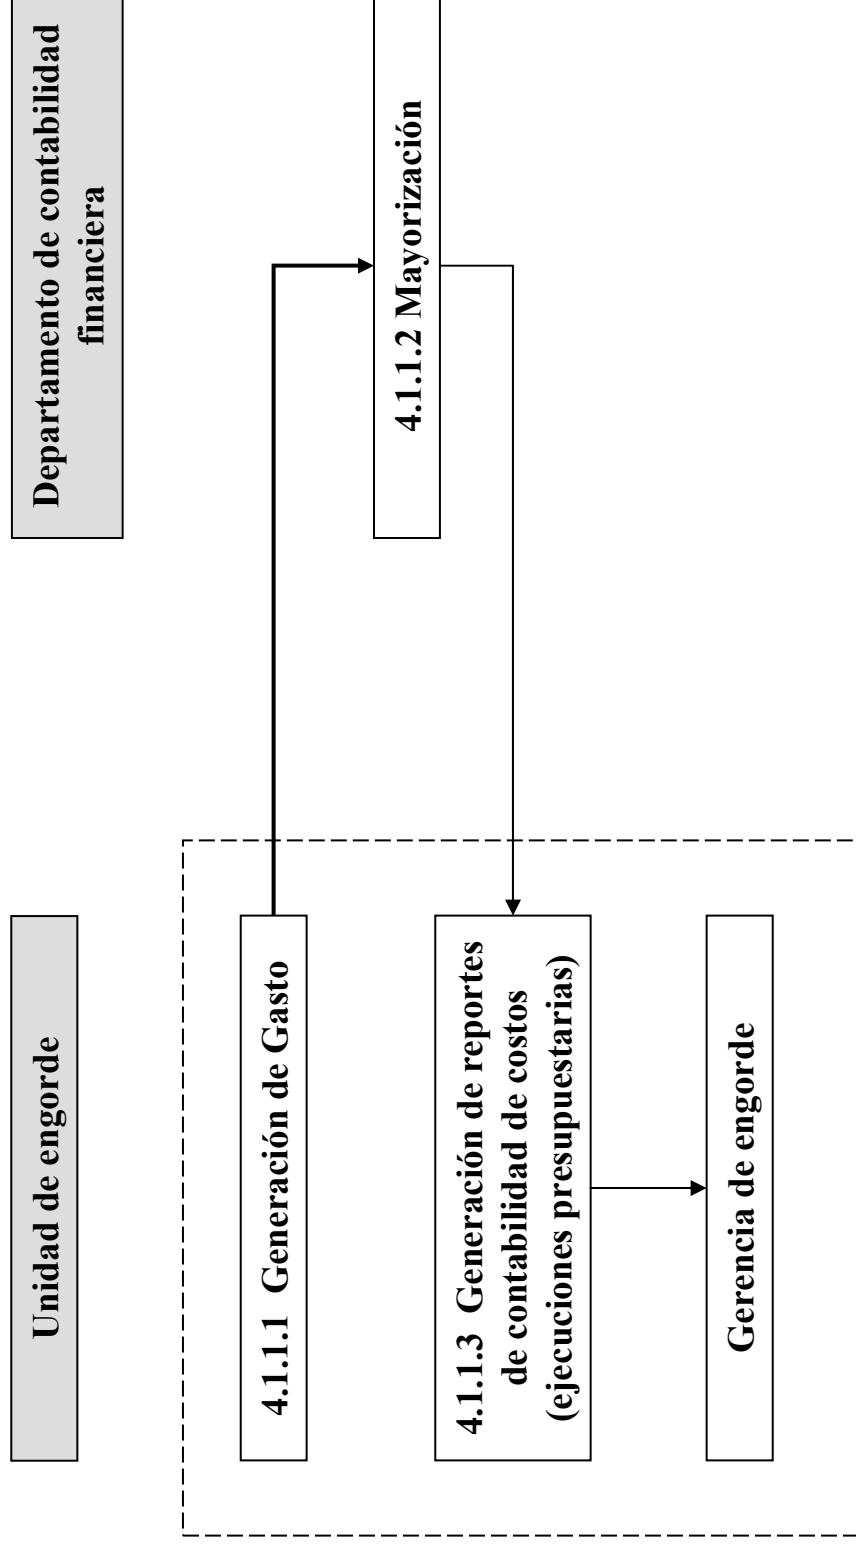 Unidad de engorde
Departamento de contabilidad
financiera
4.1.1.1 Generación de Gasto
4.1.1.2 Mayorización
4.1.1.3 Generación de reportes
de contabilidad de costos
(ejecuciones presupuestarias)
Gerencia de engorde